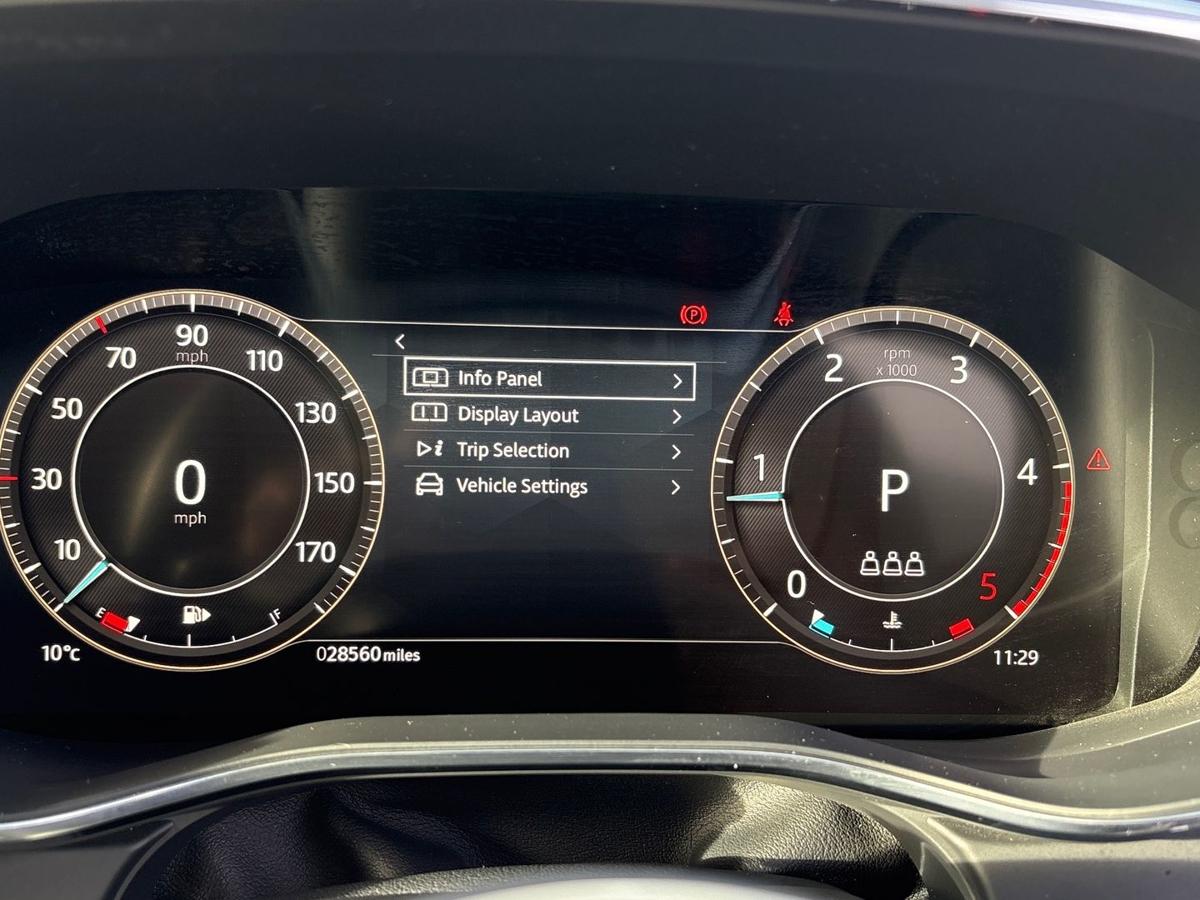 90
mph
70
110
50
130
30
150
10
170
0
mph
E
F
10°c
028560 miles
<
Info Panel >
Display Layout >
Trip Selection >
Vehicle Settings >
(P)
rpm
x 1000
2
3
1
4
0
5
P
11:29